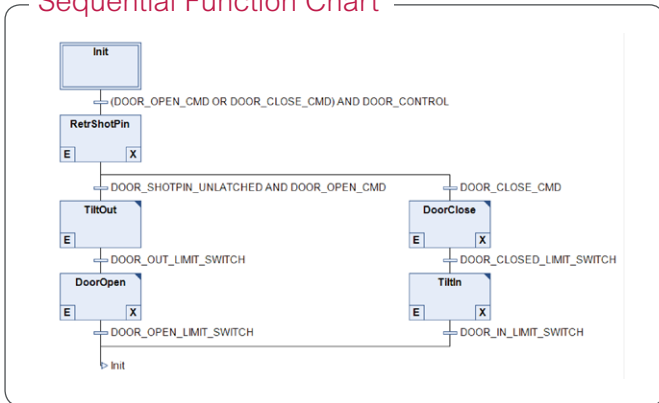 Sequential Function Chart
Init
(DOOR_OPEN_CMD OR DOOR_CLOSE_CMD) AND DOOR_CONTROL
RetrShotPin
E X
DOOR_SHOTPIN_UNLATCHED AND DOOR_OPEN_CMD
DOOR_CLOSE_CMD
TiltOut
DoorClose
E
E X
DOOR_OUT_LIMIT_SWITCH
DOOR_CLOSED_LIMIT_SWITCH
DoorOpen
TiltIn
E X
E X
DOOR_OPEN_LIMIT_SWITCH
DOOR_IN_LIMIT_SWITCH
Init